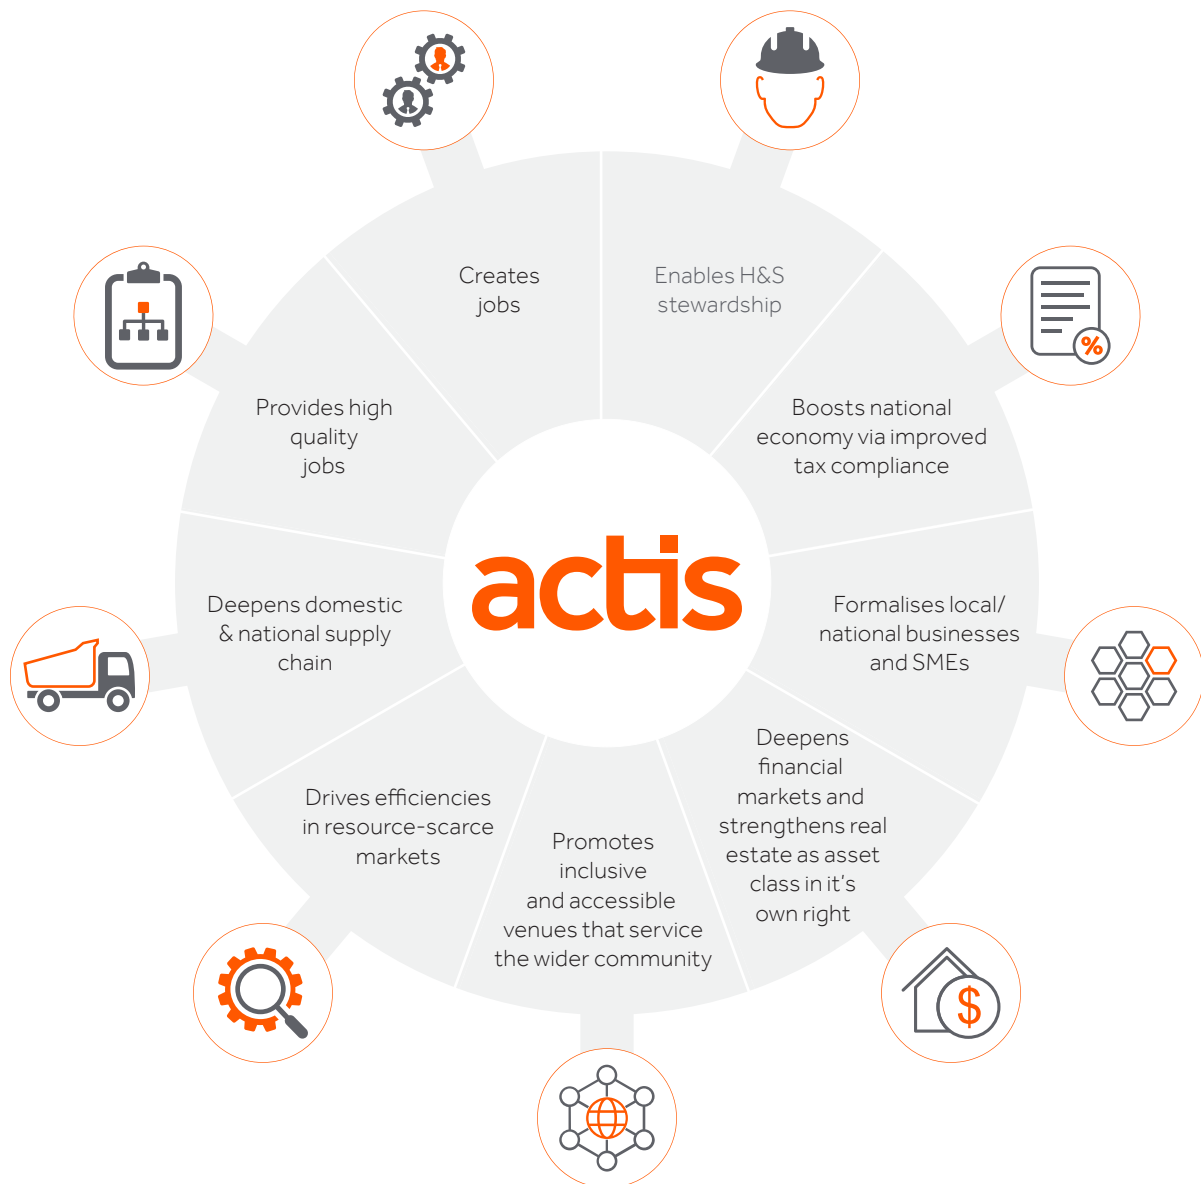 Creates
jobs
Enables H&S
stewardship
%
Boosts national
economy via improved
tax compliance
Provides high
quality
jobs
actis
Deepens domestic
& national supply
chain
Formalises local/
national businesses
and SMEs
Deepens
financial
markets and
strengthens real
estate as asset
class in it's
own right
Drives efficiencies
in resource-scarce
markets
Promotes
inclusive
and accessible
venues that service
the wider community
$